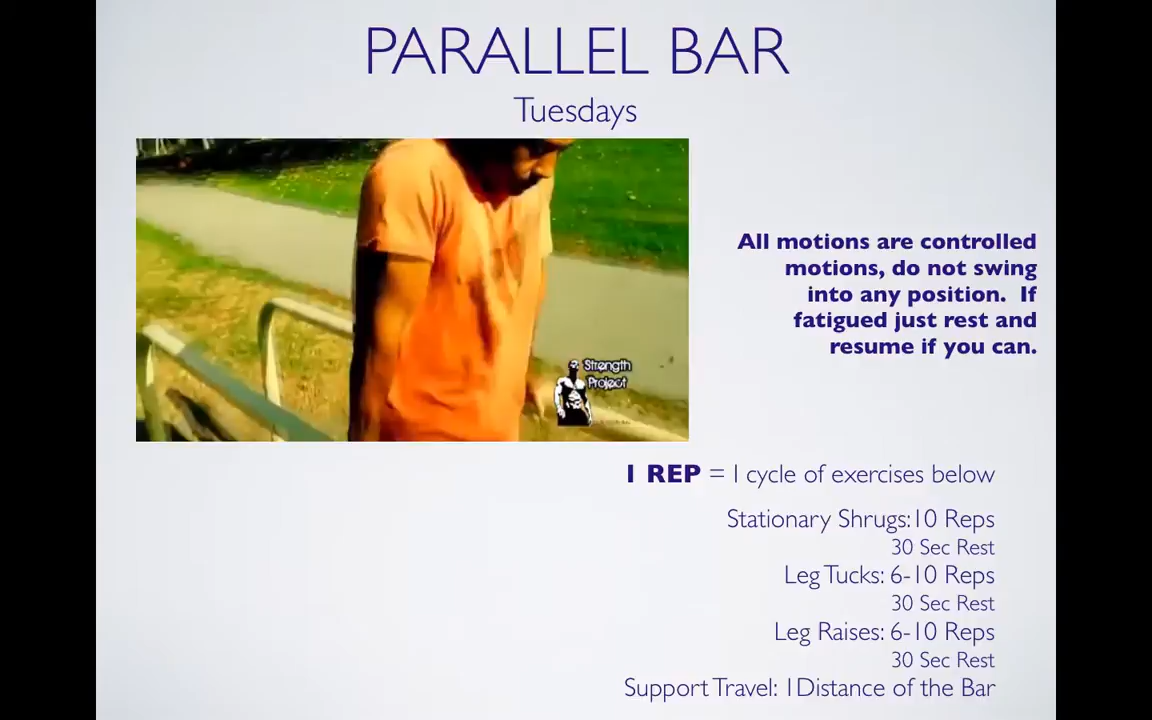 PARALLEL BAR
Tuesdays
All motions are controlled
motions, do not swing
into any position. If
fatigued just rest and
resume if you can.
Strength
Project
1 REP = 1 cycle of exercises below
Stationary Shrugs:10 Reps
30 Sec Rest
Leg Tucks: 6-10 Reps
30 Sec Rest
Leg Raises: 6-10 Reps
30 Sec Rest
Support Travel: 1Distance of the Bar